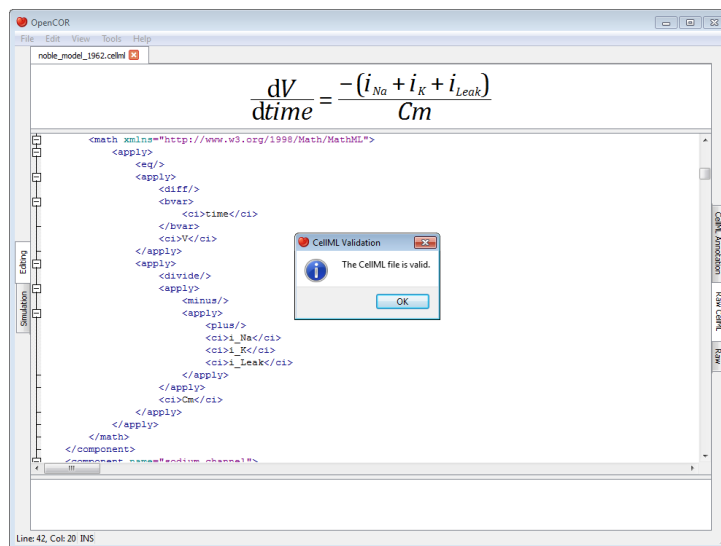 OpenCOR
File Edit View Tools Help
noble_model_1962.cellml
dV/dtime = −(i_Na + i_K + i_Leak)/Cm
<math xmlns="http://www.w3.org/1998/Math/MathML">
<apply>
<eq/>
<apply>
<diff/>
<bvar>
<ci>time</ci>
</bvar>
<ci>V</ci>
</apply>
<apply>
<divide/>
<apply>
<minus/>
<apply>
<plus/>
<ci>i_Na</ci>
<ci>i_K</ci>
<ci>i_Leak</ci>
</apply>
</apply>
<ci>Cm</ci>
</apply>
</apply>
</math>
</component>
<component name="sodium_channel">
CellML Validation
The CellML file is valid.
OK
Editing
Simulation
CellML Annotation
Raw CellML
Raw
Line: 42, Col: 20 INS